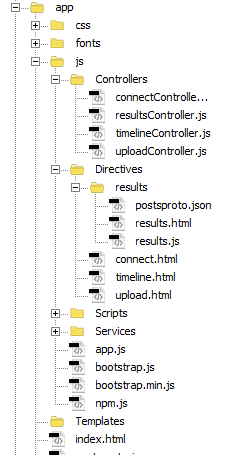 app
css
fonts
js
Controllers
connectControlle...
resultsController.js
timelineController.js
uploadController.js
Directives
results
postsproto.json
results.html
results.js
connect.html
timeline.html
upload.html
Scripts
Services
app.js
bootstrap.js
bootstrap.min.js
npm.js
Templates
index.html